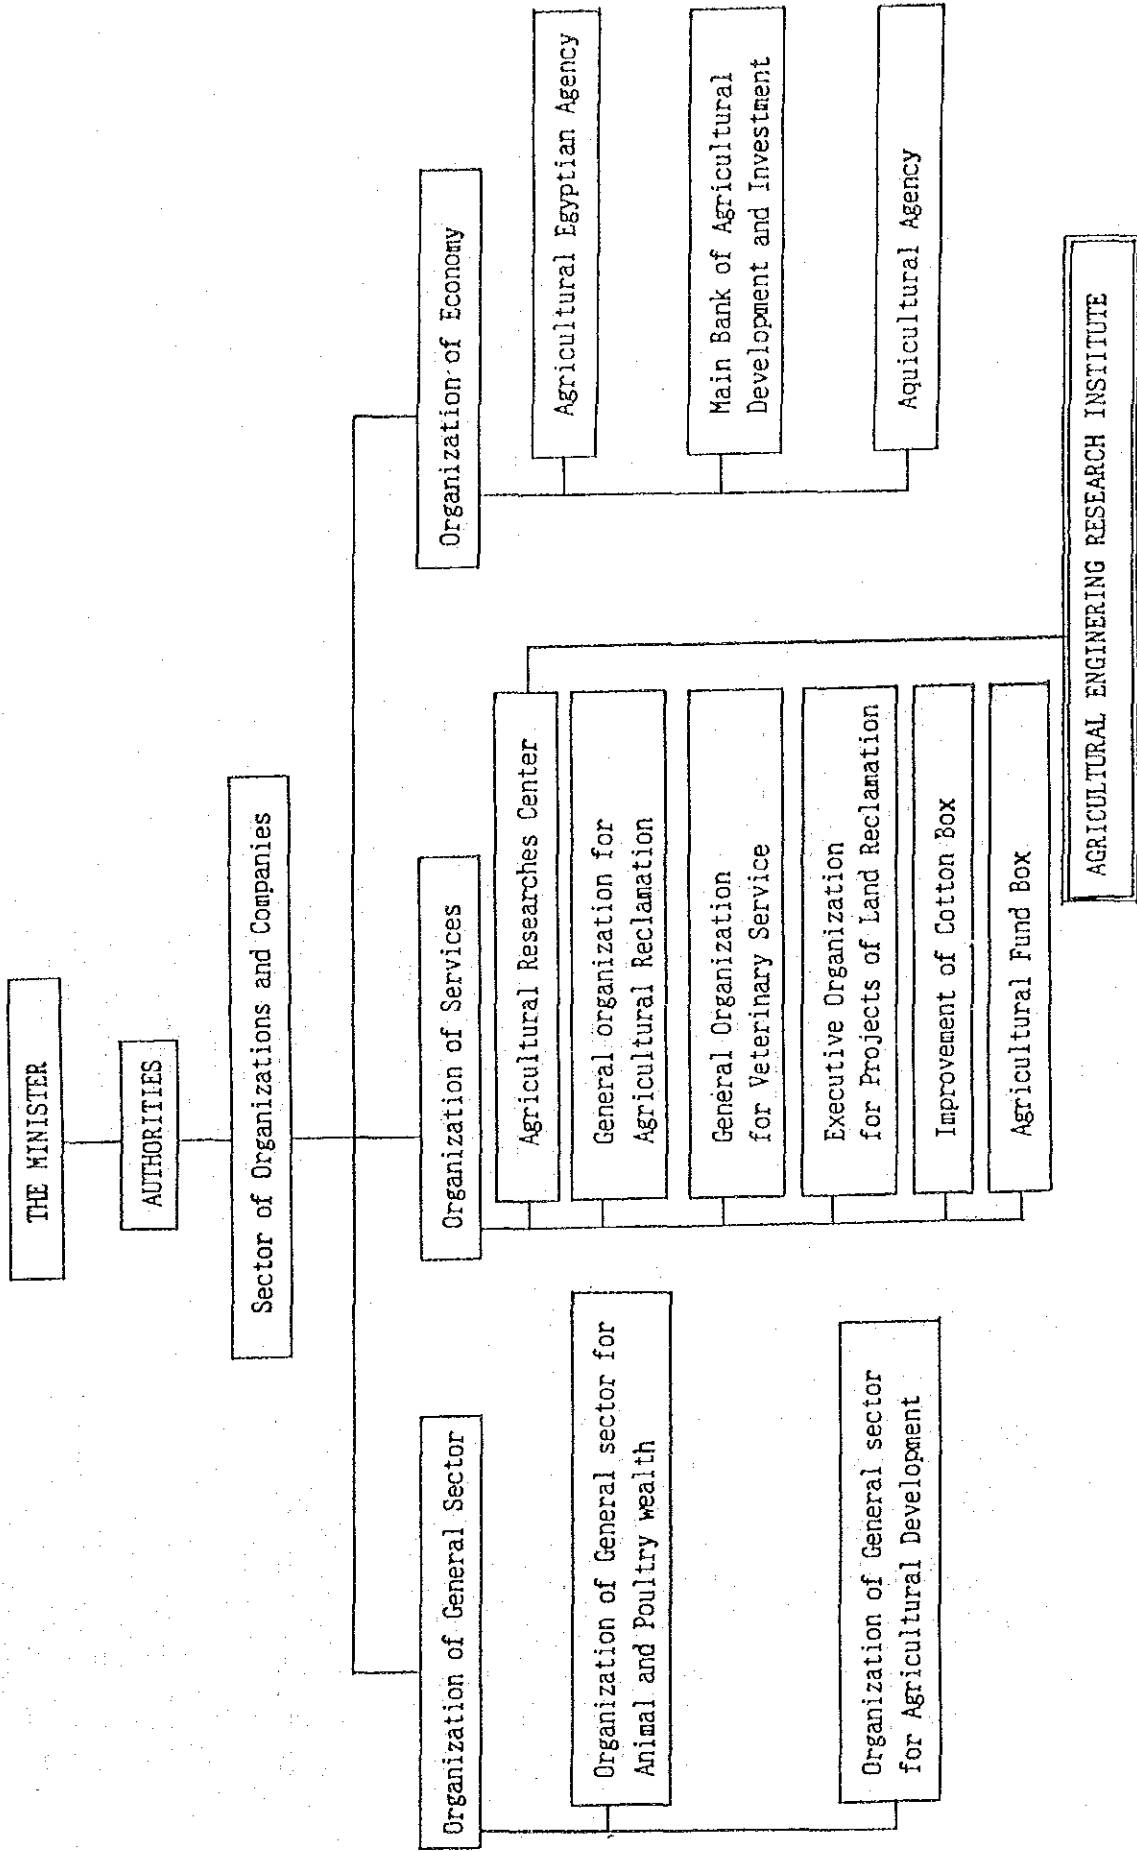 THE MINISTER
AUTHORITIES
Sector of Organizations and Companies
Organization of General Sector
Organization of General sector for
Animal and Poultry wealth
Organization of General sector
for Agricultural Development
Organization of Services
Agricultural Researches Center
General organization for
Agricultural Reclamation
General Organization
for Veterinary Service
Executive Organization
for Projects of Land Reclamation
Improvement of Cotton Box
Agricultural Fund Box
Organization of Economy
Agricultural Egyptian Agency
Main Bank of Agricultural
Development and Investment
Aquicultural Agency
AGRICULTURAL ENGINERING RESEARCH INSTITUTE